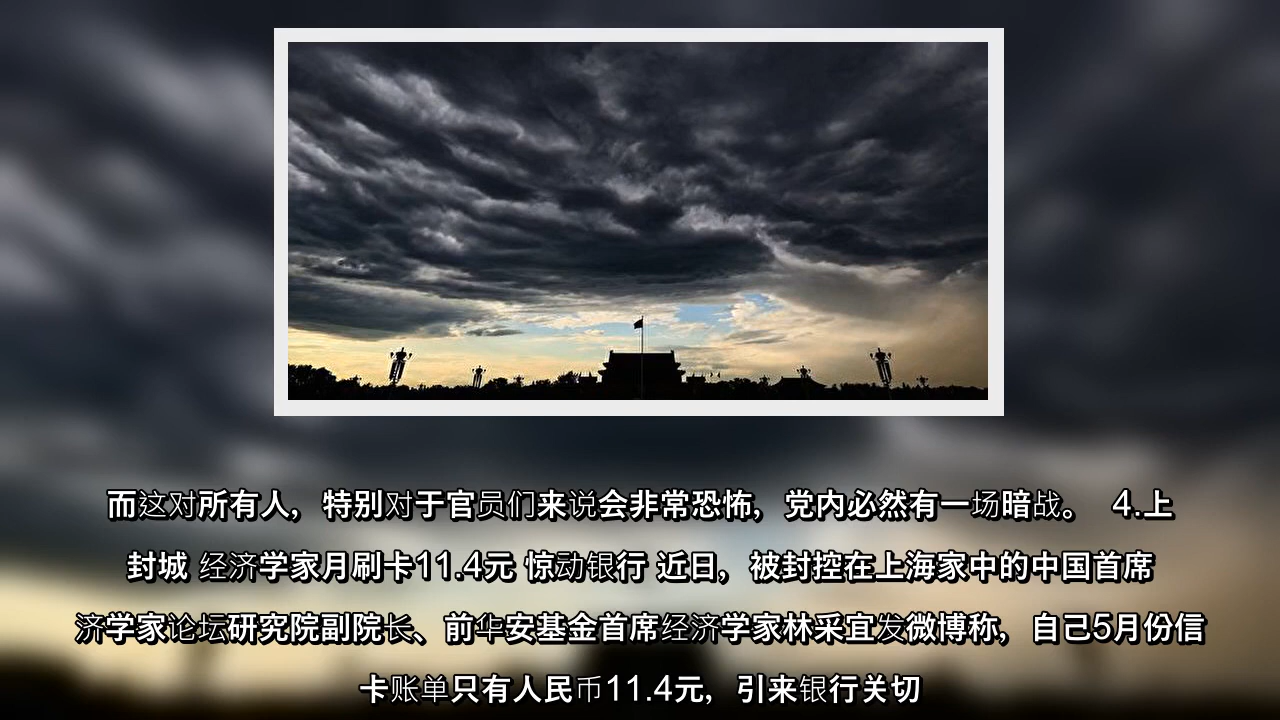 而这对所有人，特别对于官员们来说会非常恐怖，党内必然有一场暗战。 4.上
封城 经济学家月刷卡11.4元 惊动银行 近日，被封控在上海家中的中国首席
济学家论坛研究院副院长、前华安基金首席经济学家林采宜发微博称，自己5月份信
卡账单只有人民币11.4元，引来银行关切